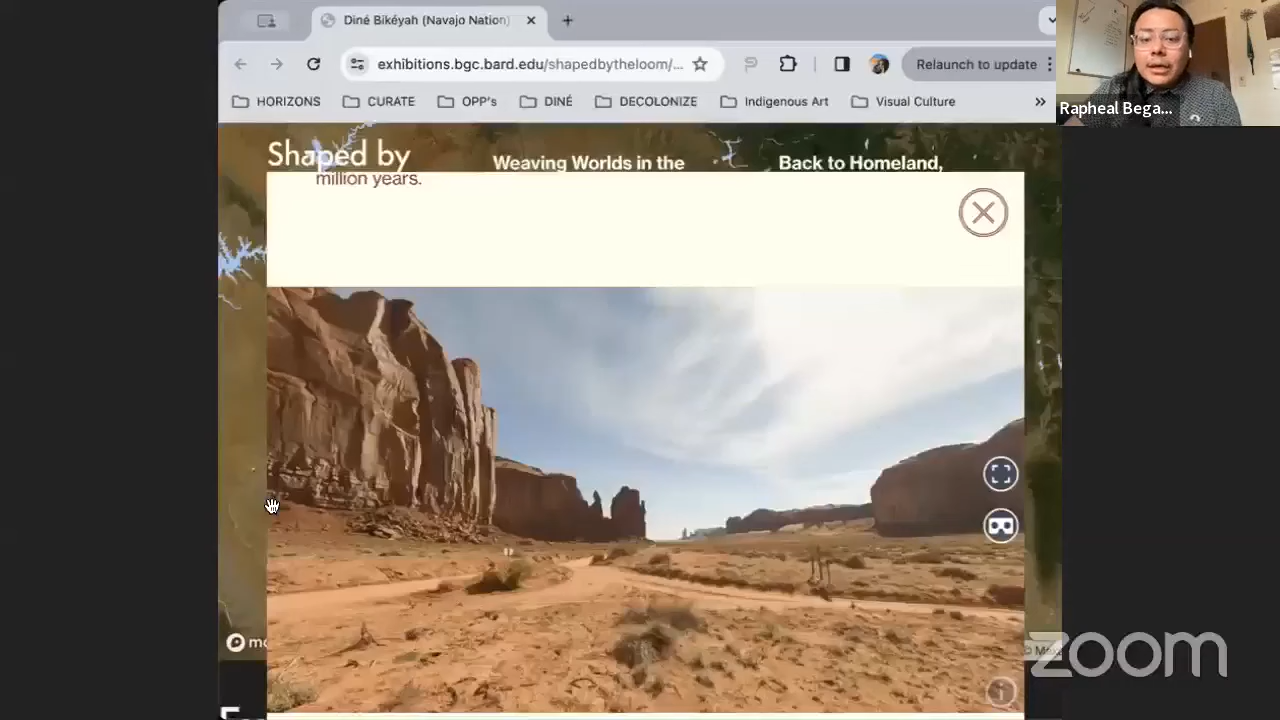 Diné Bikéyah (Navajo Nation)
exhibitions.bgc.bard.edu/shapedbytheloom/...
Relaunch to update
HORIZONS
CURATE
OPP's
DINÉ
DECOLONIZE
Indigenous Art
Visual Culture
Rapheal Bega...
Shaped by
Weaving Worlds in the
Back to Homeland,
million years.
zoom